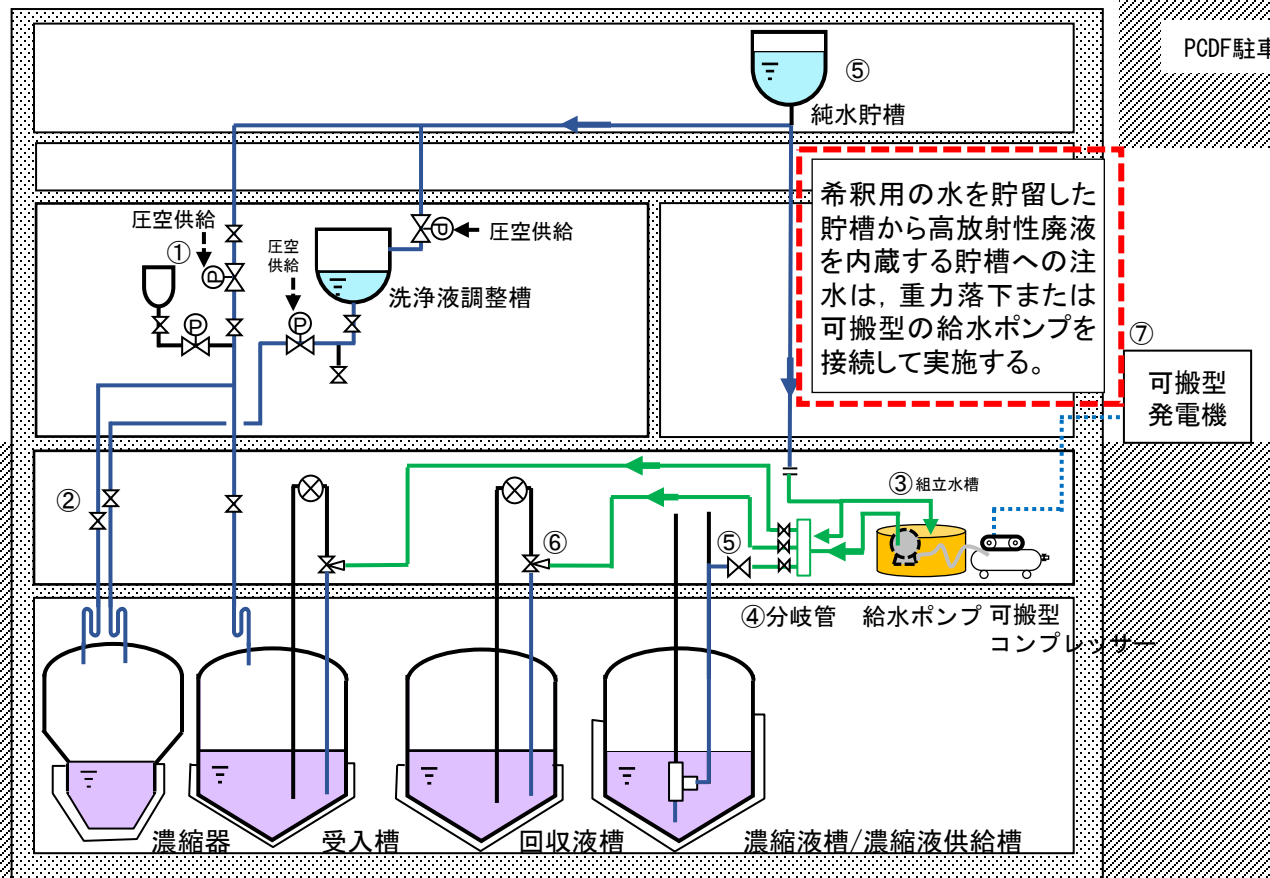 PCDF駐車
⑤
純水貯槽
希釈用の水を貯留した
貯槽から高放射性廃液
を内蔵する貯槽への注
水は，重力落下または
可搬型の給水ポンプを
接続して実施する。
圧空供給
①
P
圧空
供給
P
P
P
圧空供給
洗浄液調整槽
⑦
可搬型
発電機
②
③組立水槽
⑥
⑤
④分岐管
給水ポンプ
可搬型
コンプレッサー
濃縮器
受入槽
回収液槽
濃縮液槽/濃縮液供給槽